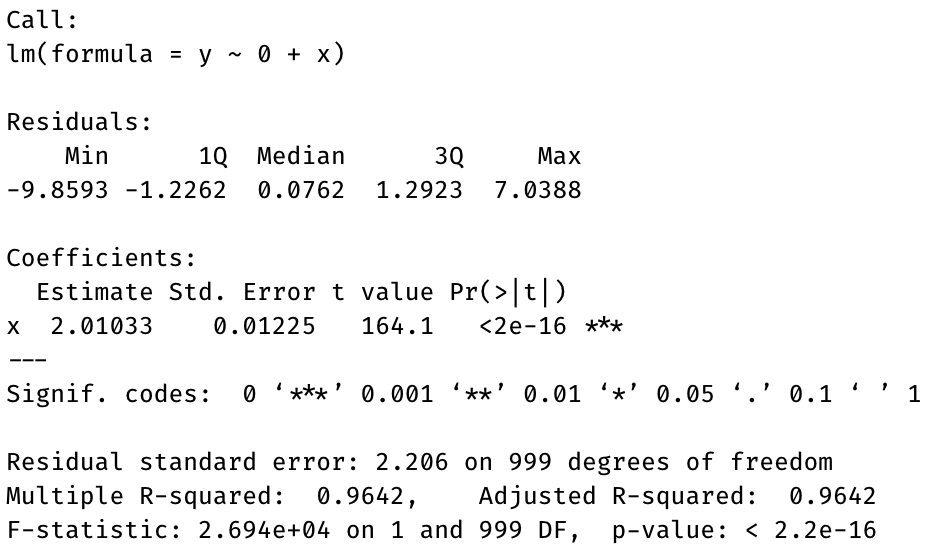 Call:
lm(formula = y ~ 0 + x)
Residuals:
    Min      1Q  Median      3Q     Max
-9.8593 -1.2262  0.0762  1.2923  7.0388
Coefficients:
  Estimate Std. Error t value Pr(>|t|)
x  2.01033    0.01225   164.1   <2e-16 ***
---
Signif. codes:  0 ‘***’ 0.001 ‘**’ 0.01 ‘*’ 0.05 ‘.’ 0.1 ‘ ’ 1
Residual standard error: 2.206 on 999 degrees of freedom
Multiple R-squared:  0.9642,    Adjusted R-squared:  0.9642
F-statistic: 2.694e+04 on 1 and 999 DF,  p-value: < 2.2e-16